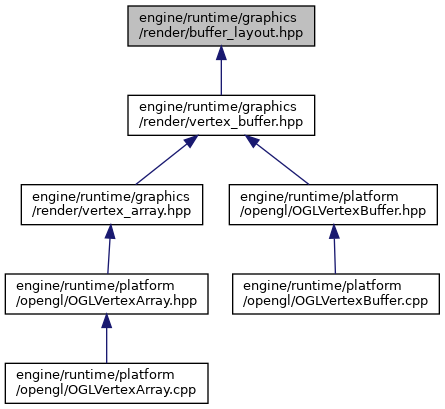 engine/runtime/graphics
/render/buffer_layout.hpp
engine/runtime/graphics
/render/vertex_buffer.hpp
engine/runtime/graphics
/render/vertex_array.hpp
engine/runtime/platform
/opengl/OGLVertexBuffer.hpp
engine/runtime/platform
/opengl/OGLVertexArray.hpp
engine/runtime/platform
/opengl/OGLVertexBuffer.cpp
engine/runtime/platform
/opengl/OGLVertexArray.cpp